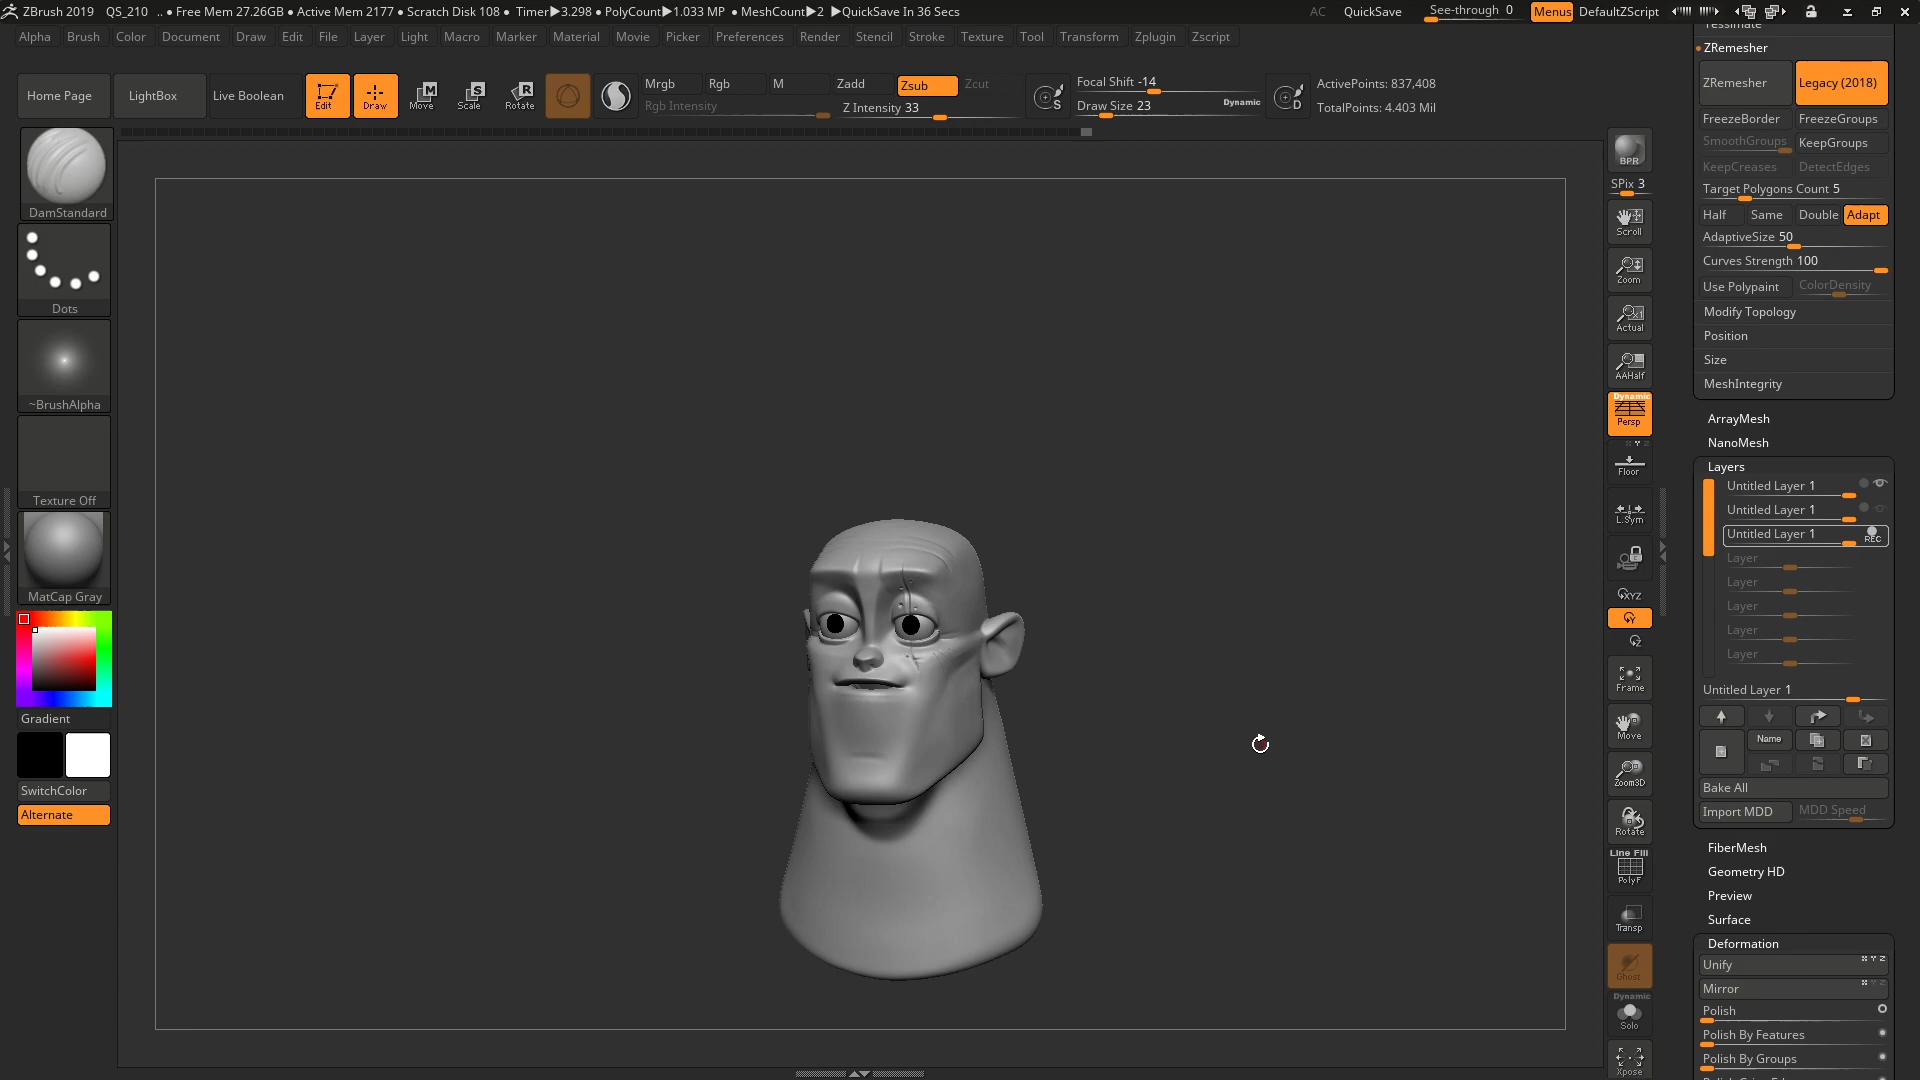 ZBrush 2019 QS_210 .. ● Free Mem 27.26GB ● Active Mem 2177 ● Scratch Disk 108 ● Timer▶3.298 ● PolyCount▶1.033 MP ● MeshCount▶2 ▶QuickSave In 36 Secs AC QuickSave See-through 0 Menus DefaultZScript
Alpha Brush Color Document Draw Edit File Layer Light Macro Marker Material Movie Picker Preferences Render Stencil Stroke Texture Tool Transform Zplugin Zscript
Home Page LightBox Live Boolean Edit Draw Move Scale Rotate
Mrgb Rgb M Zadd Zsub Zcut
Rgb Intensity Z Intensity 33
S Focal Shift -14
Draw Size 23 Dynamic D
ActivePoints: 837,408
TotalPoints: 4.403 Mil
DamStandard
Dots
~BrushAlpha
Texture Off
MatCap Gray
Gradient
SwitchColor
Alternate
BPR
SPix 3
Scroll
Zoom
Actual
AAHalf
Dynamic
Persp
Floor
L.Sym
XYZ
Y
Z
Frame
Move
Zoom3D
Rotate
Line Fill
PolyF
Transp
Ghost
Dynamic
Solo
Xpose
Tessimate
ZRemesher
ZRemesher Legacy (2018)
FreezeBorder FreezeGroups
SmoothGroups KeepGroups
KeepCreases DetectEdges
Target Polygons Count 5
Half Same Double Adapt
AdaptiveSize 50
Curves Strength 100
Use Polypaint ColorDensity
Modify Topology
Position
Size
MeshIntegrity
ArrayMesh
NanoMesh
Layers
Untitled Layer 1
Untitled Layer 1
Untitled Layer 1 REC
Layer
Layer
Layer
Layer
Layer
Untitled Layer 1
Name
Bake All
Import MDD MDD Speed
FiberMesh
Geometry HD
Preview
Surface
Deformation
Unify
Mirror
Polish
Polish By Features
Polish By Groups